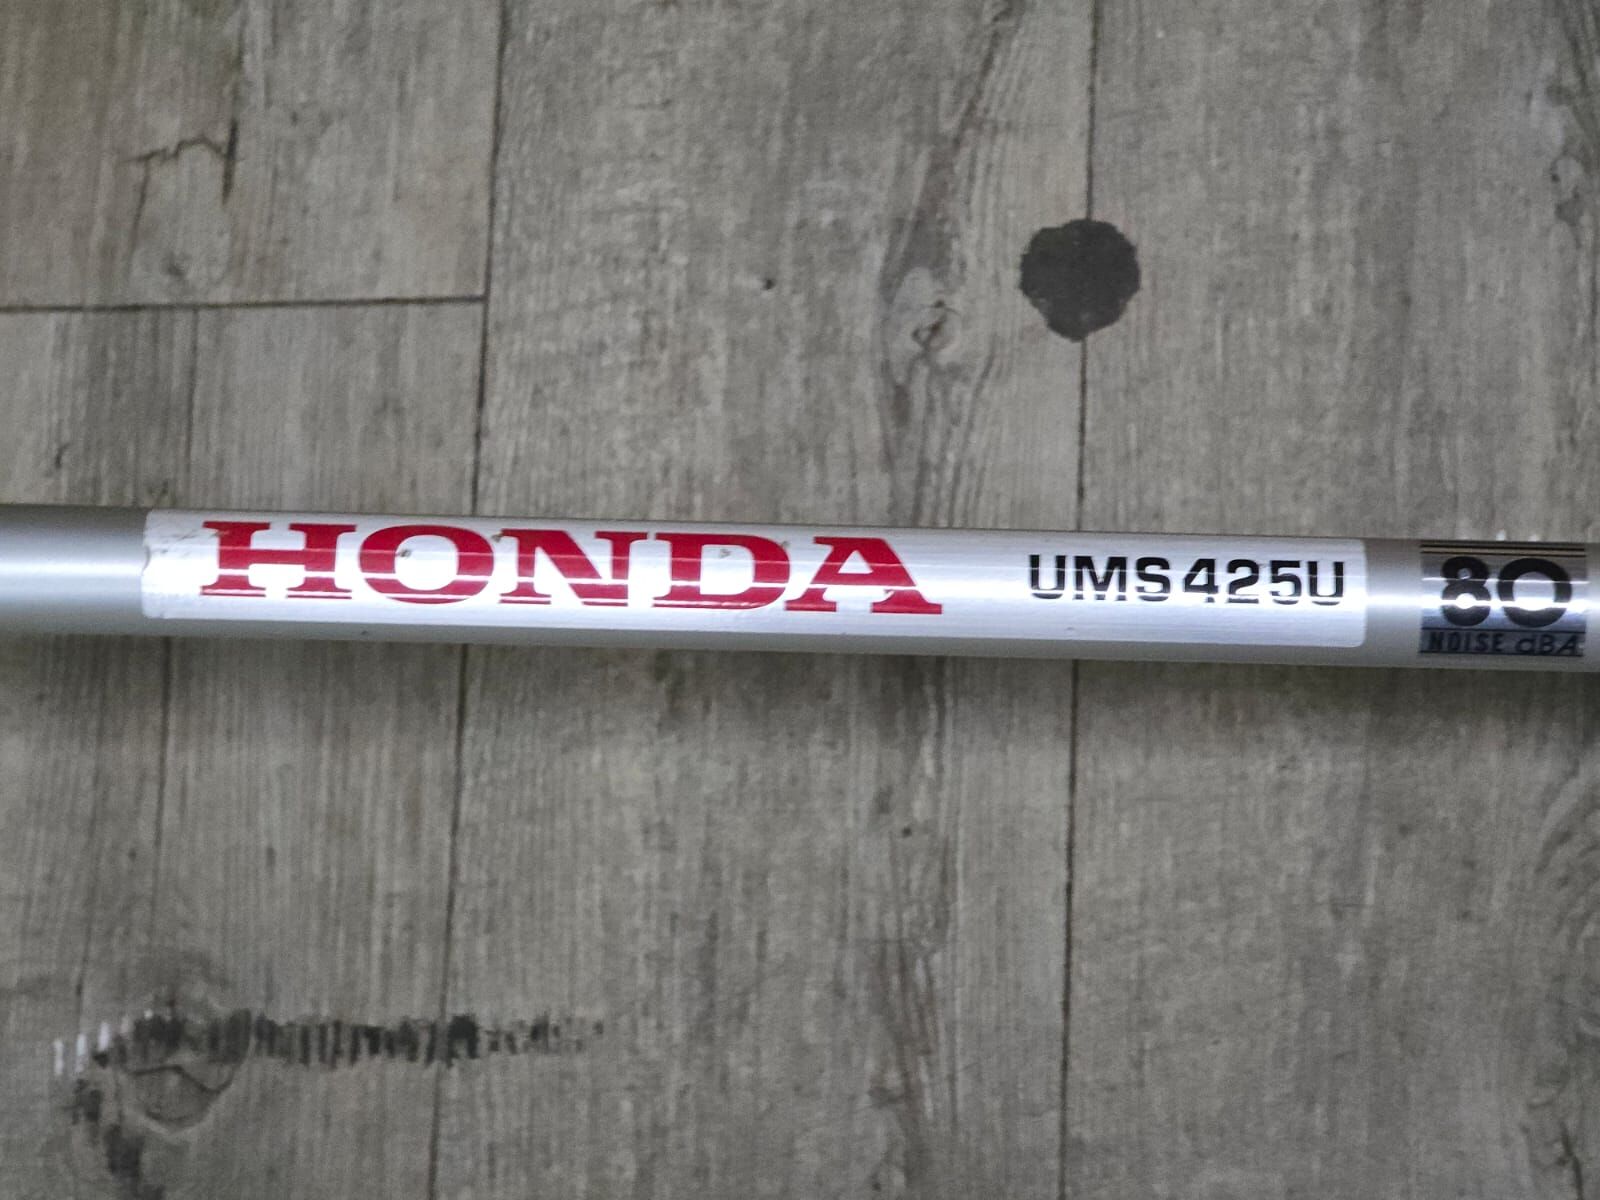 HONDA UMS425U
80
NOISE dBA